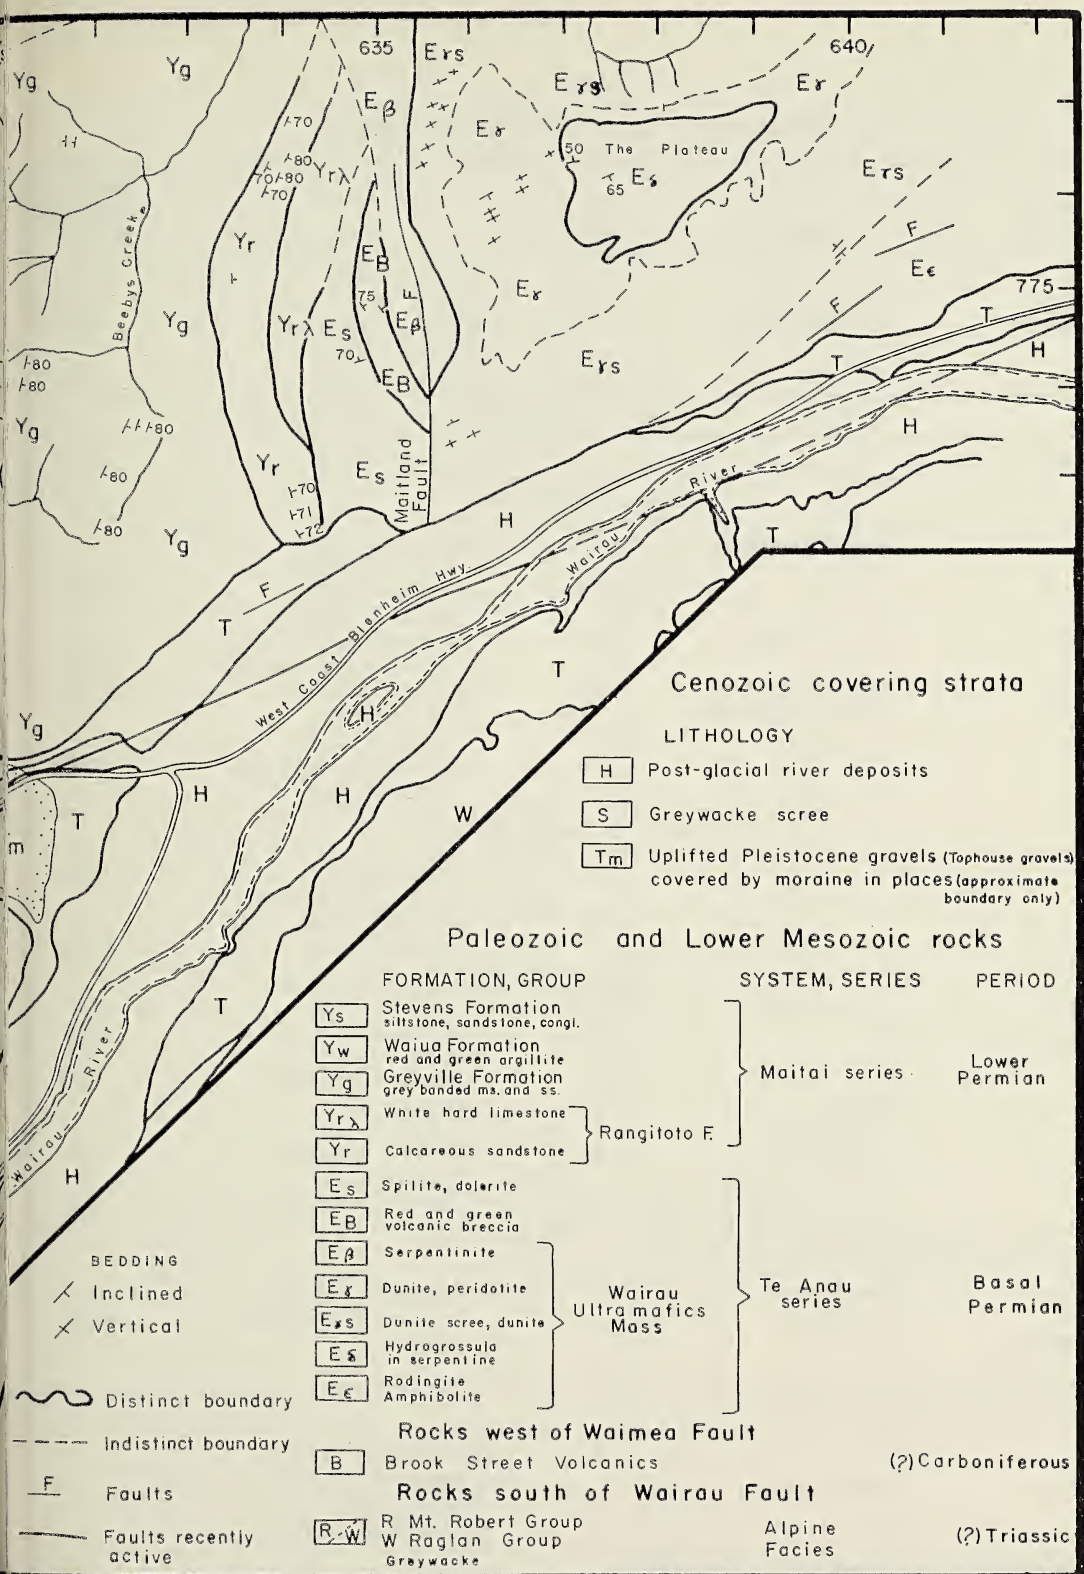 635
640
Yg
Yg
Ers
Eɤs
Eɤ
Eβ
Eɤ
70
80
Yrλ
70
80
70
50 The Plateau
Eδ
65
Eɤs
Beebys Creek
Yr
EB
F
Eϵ
775
Yg
Yrλ
Es
75
F
Eβ
Eɤ
F
T
70
EB
Eɤs
T
H
80
80
Yg
80
H
Yr
Es
Maitland
Fault
River
80
70
71
72
80
Yg
H
T
Wairau
F
T
West Coast Blenheim Hwy.
T
Yg
H
H
H
T
W
m
T
River
Wairau
H
Cenozoic covering strata
LITHOLOGY
H Post-glacial river deposits
S Greywacke scree
Tm Uplifted Pleistocene gravels (Tophouse gravels)
covered by moraine in places (approximate
boundary only)
Paleozoic and Lower Mesozoic rocks
FORMATION, GROUP SYSTEM, SERIES PERIOD
Ys Stevens Formation
siltstone, sandstone, congl.
Yw Waiua Formation
red and green argillite
Yg Greyville Formation
grey banded ms. and ss.
Yrλ White hard limestone
Yr Calcareous sandstone
Rangitoto F.
Maitai series
Lower
Permian
Es Spilite, dolerite
EB Red and green
volcanic breccia
Eβ Serpentinite
Eɤ Dunite, peridotite
Eɤs Dunite scree, dunite
Eδ Hydrogrossula
in serpentine
Eϵ Rodingite
Amphibolite
Wairau
Ultramafics
Mass
Te Anau
series
Basal
Permian
Rocks west of Waimea Fault
B Brook Street Volcanics (?) Carboniferous
Rocks south of Wairau Fault
R W R Mt. Robert Group
W Raglan Group
Greywacke
Alpine
Facies
(?) Triassic
BEDDING
Inclined
Vertical
Distinct boundary
Indistinct boundary
F Faults
Faults recently
active